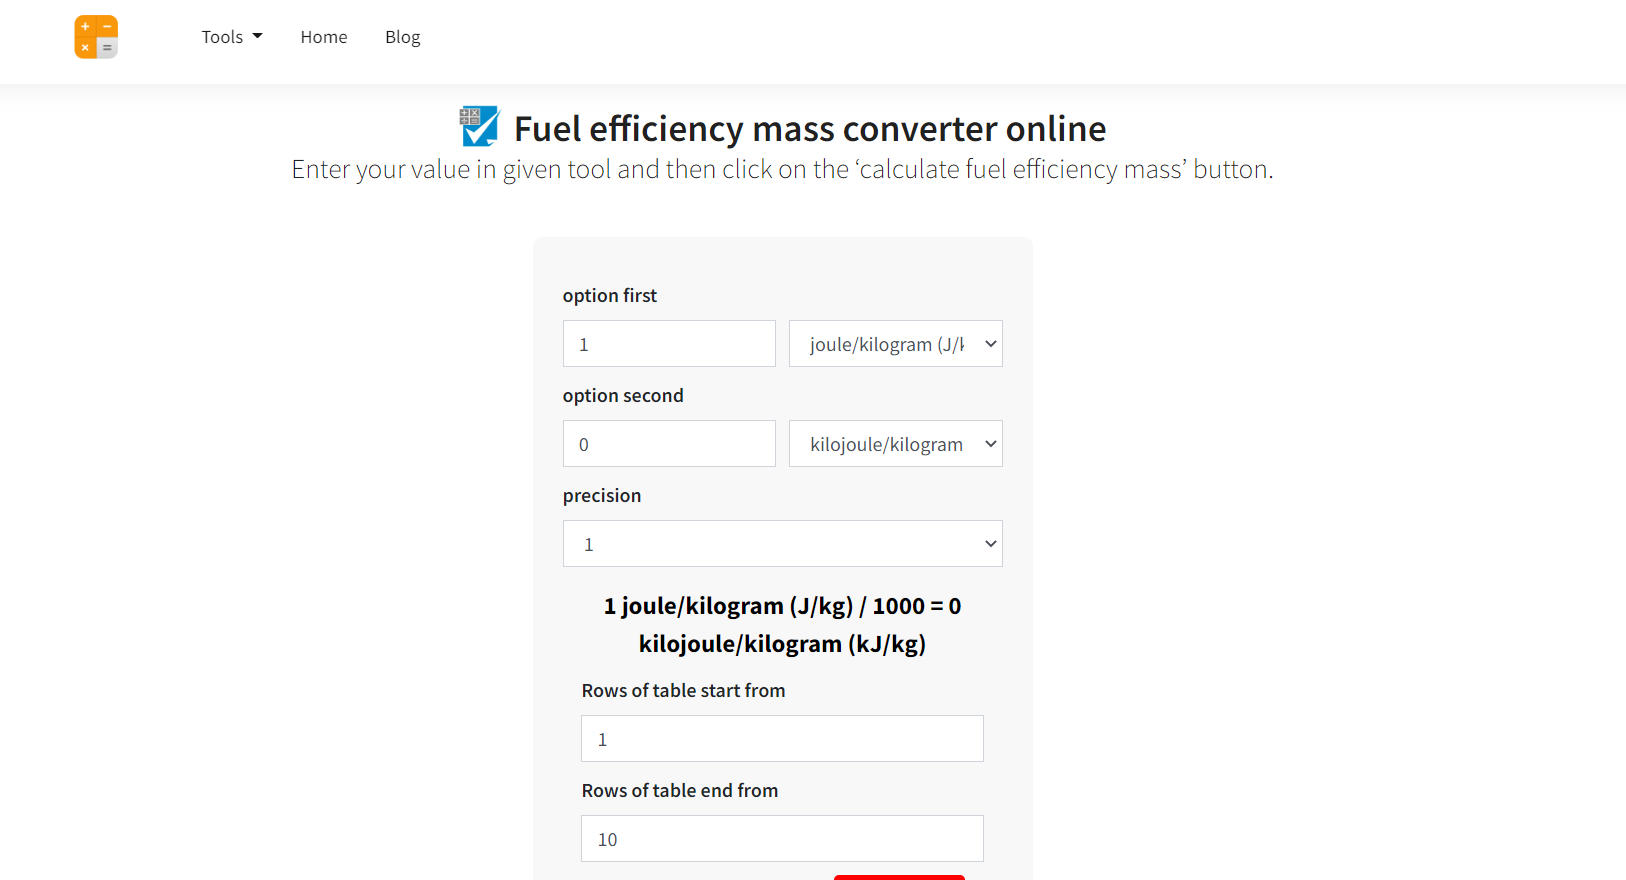 Tools Home Blog
Fuel efficiency mass converter online
Enter your value in given tool and then click on the ‘calculate fuel efficiency mass’ button.
option first
1 joule/kilogram (J/k
option second
0 kilojoule/kilogram
precision
1
1 joule/kilogram (J/kg) / 1000 = 0
kilojoule/kilogram (kJ/kg)
Rows of table start from
1
Rows of table end from
10